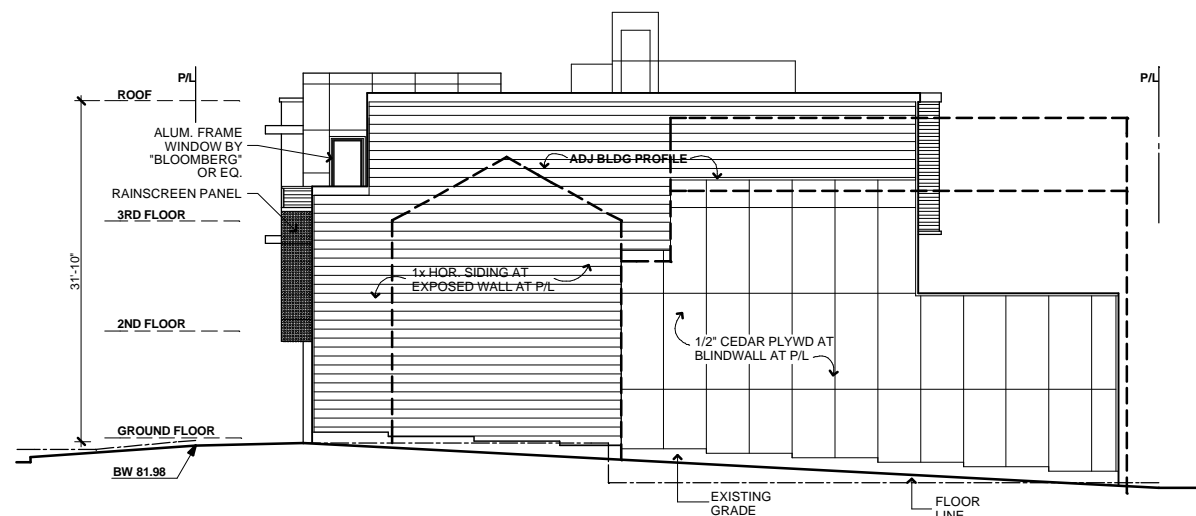 P/L
P/L
ROOF
ALUM. FRAME
WINDOW BY
"BLOOMBERG"
OR EQ.
ADJ BLDG PROFILE
RAINSCREEN PANEL
3RD FLOOR
31'-10"
1x HOR. SIDING AT
EXPOSED WALL AT P/L
2ND FLOOR
1/2" CEDAR PLYWD AT
BLINDWALL AT P/L
GROUND FLOOR
BW 81.98
EXISTING
GRADE
FLOOR
LINE